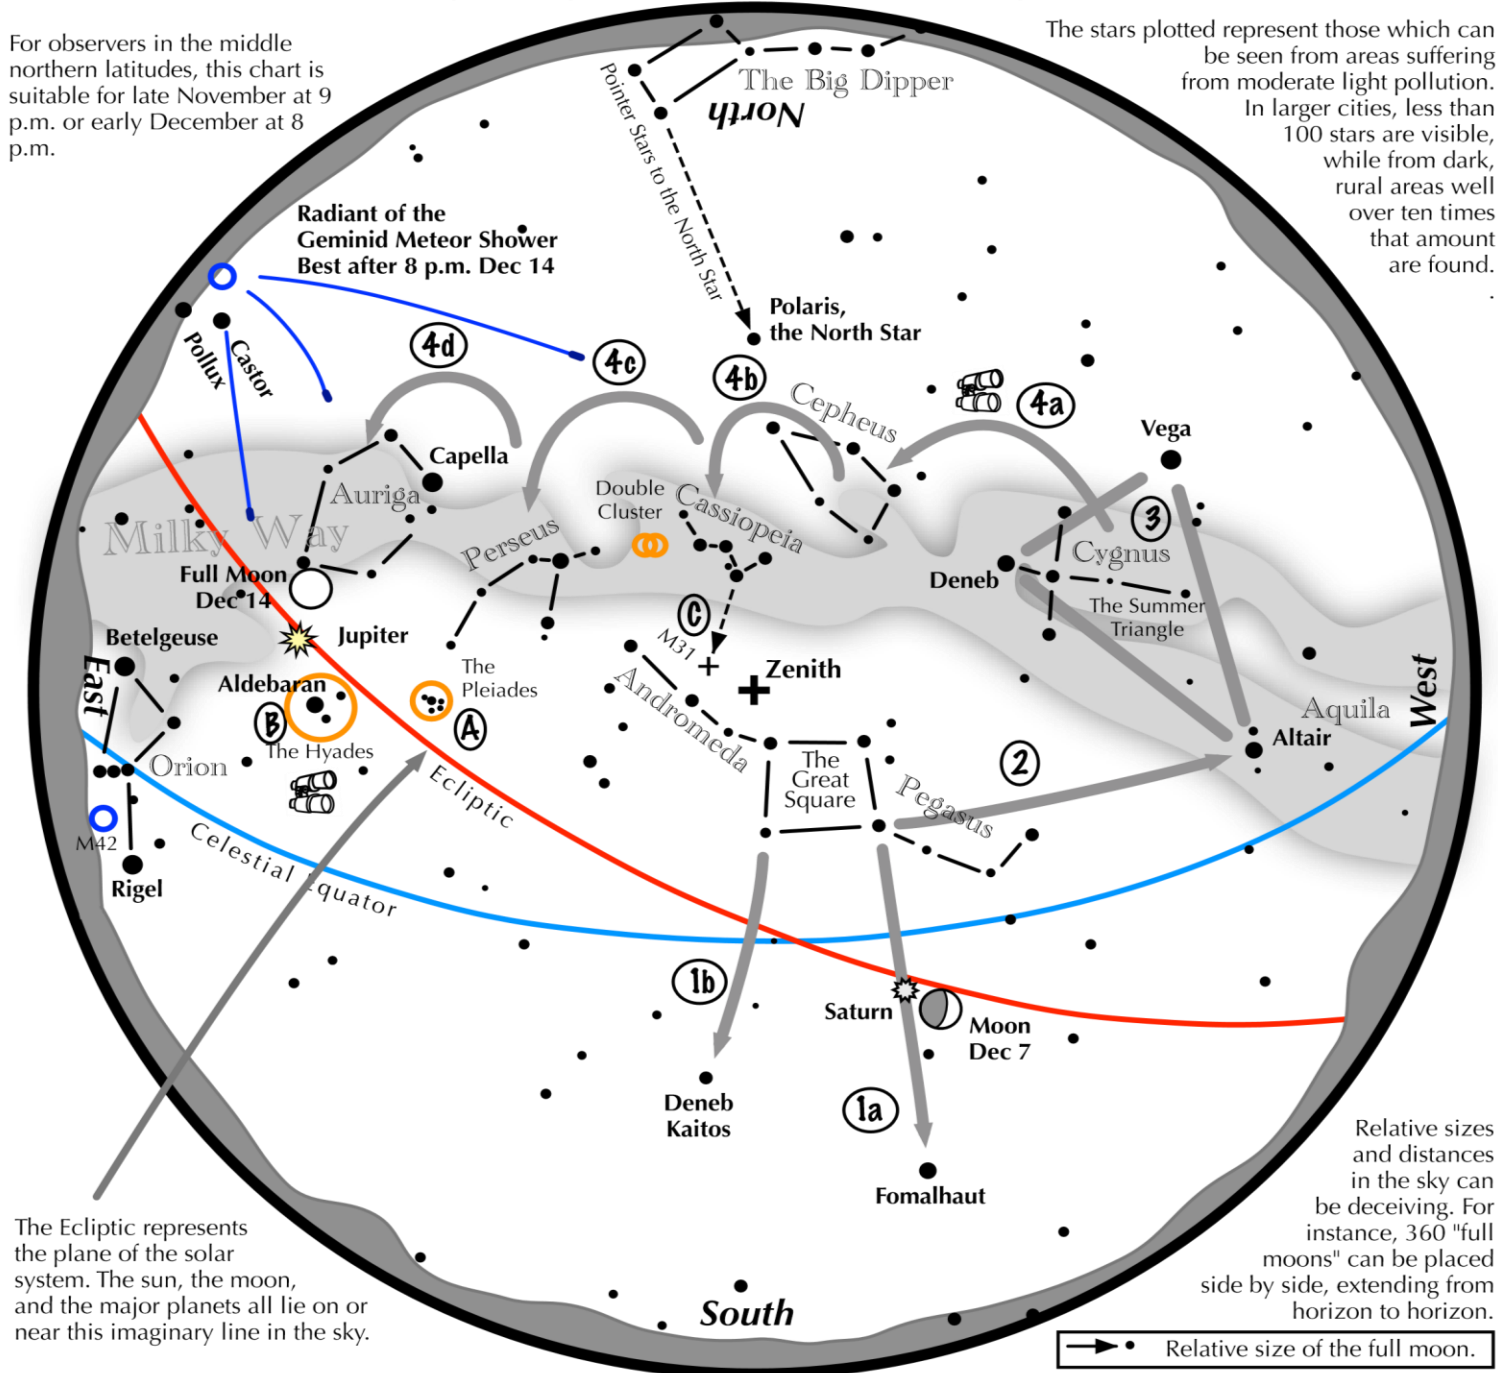 For observers in the middle
northern latitudes, this chart is
suitable for late November at 9
p.m. or early December at 8
p.m.
The stars plotted represent those which can
be seen from areas suffering
from moderate light pollution.
In larger cities, less than
100 stars are visible,
while from dark,
rural areas well
over ten times
that amount
are found.
.
The Big Dipper
North
Pointer Stars to the North Star
Radiant of the
Geminid Meteor Shower
Best after 8 p.m. Dec 14
Polaris,
the North Star
Pollux
Castor
4d
4c
4b
4a
Cepheus
Vega
Capella
Auriga
Double
Cluster
Cassiopeia
3
Milky Way
Perseus
Cygnus
Full Moon
Dec 14
Deneb
The Summer
Triangle
C
M31
Betelgeuse
Jupiter
East
The
Pleiades
Zenith
West
Aldebaran
B
A
Andromeda
Aquila
Altair
The Hyades
Orion
The
Great
Square
2
Pegasus
Ecliptic
M42
Celestial Equator
Rigel
1b
Saturn
Moon
Dec 7
Deneb
Kaitos
1a
Fomalhaut
The Ecliptic represents
the plane of the solar
system. The sun, the moon,
and the major planets all lie on or
near this imaginary line in the sky.
South
Relative sizes
and distances
in the sky can
be deceiving. For
instance, 360 "full
moons" can be placed
side by side, extending from
horizon to horizon.
Relative size of the full moon.